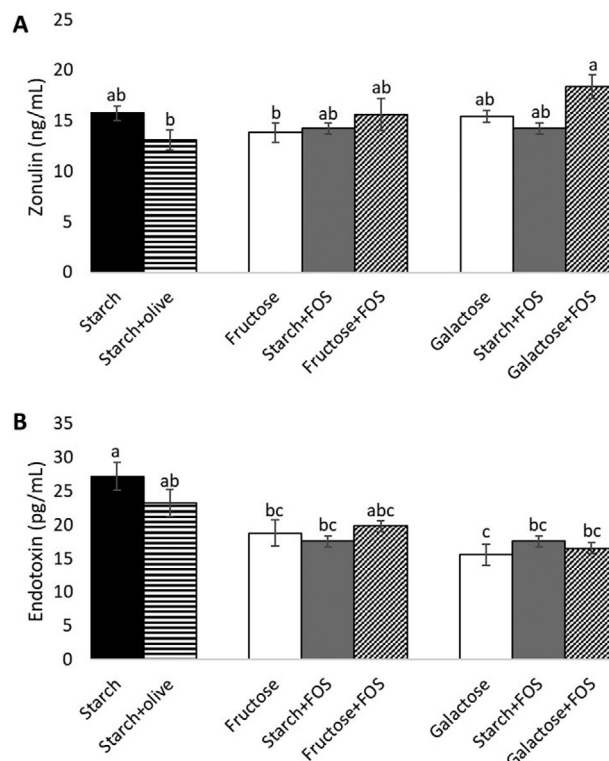 A
Zonulin (ng/mL)
25
20
15
10
5
0
ab
b
b
ab
ab
ab
ab
a
Starch
Starch+olive
Fructose
Starch+FOS
Fructose+FOS
Galactose
Starch+FOS
Galactose+FOS
B
Endotoxin (pg/mL)
35
30
25
20
15
10
5
0
a
ab
bc
bc
abc
c
bc
bc
Starch
Starch+olive
Fructose
Starch+FOS
Fructose+FOS
Galactose
Starch+FOS
Galactose+FOS